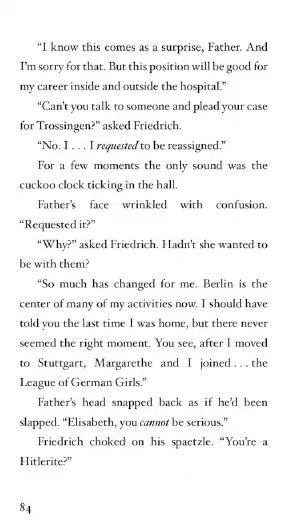 “I know this comes as a surprise, Father. And
I’m sorry for that. But this position will be good for
my career inside and outside the hospital.”
“Can’t you talk to someone and plead your case
for Trossingen?” asked Friedrich.
“No. I . . . I requested to be reassigned.”
For a few moments the only sound was the
cuckoo clock ticking in the hall.
Father’s face wrinkled with confusion.
“Requested it?”
“Why?” asked Friedrich. Hadn’t she wanted to
be with them?
“So much has changed for me. Berlin is the
center of many of my activities now. I should have
told you the last time I was home, but there never
seemed the right moment. You see, after I moved
to Stuttgart, Margarethe and I joined . . . the
League of German Girls.”
Father’s head snapped back as if he’d been
slapped. “Elisabeth, you cannot be serious.”
Friedrich choked on his spaetzle. “You’re a
Hitlerite?”
84